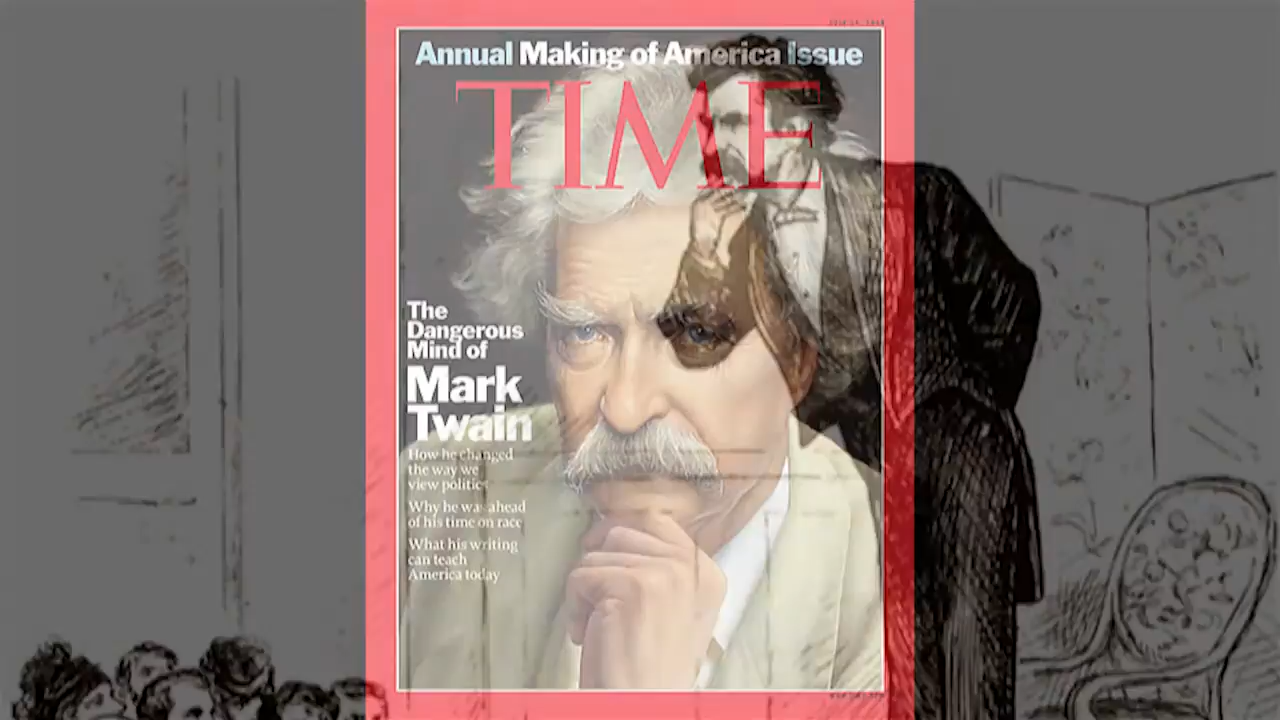 Annual Making of America Issue
TIME
The
Dangerous
Mind of
Mark
Twain
How he changed
the way we
view politics
Why he was ahead
of his time on race
What his writing
can teach
America today